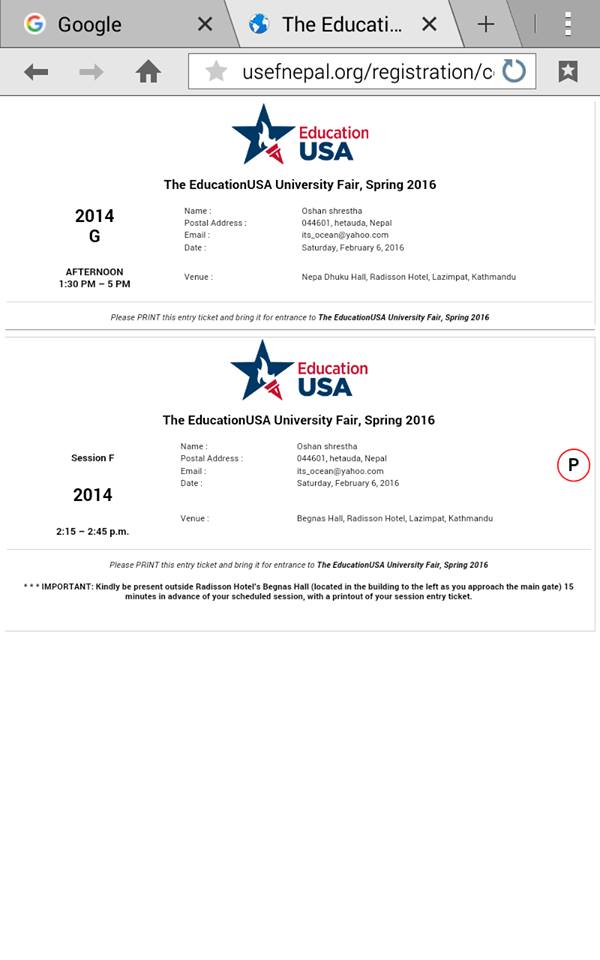 Google
The Educati...
usefnepal.org/registration/c
Education
USA
The EducationUSA University Fair, Spring 2016
2014
G
AFTERNOON
1:30 PM – 5 PM
Name : Oshan shrestha
Postal Address : 044601, hetauda, Nepal
Email : its_ocean@yahoo.com
Date : Saturday, February 6, 2016
Venue : Nepa Dhuku Hall, Radisson Hotel, Lazimpat, Kathmandu
Please PRINT this entry ticket and bring it for entrance to The EducationUSA University Fair, Spring 2016
Education
USA
The EducationUSA University Fair, Spring 2016
Session F
2014
2:15 – 2:45 p.m.
Name : Oshan shrestha
Postal Address : 044601, hetauda, Nepal
Email : its_ocean@yahoo.com
Date : Saturday, February 6, 2016
Venue : Begnas Hall, Radisson Hotel, Lazimpat, Kathmandu
P
Please PRINT this entry ticket and bring it for entrance to The EducationUSA University Fair, Spring 2016
* * * IMPORTANT: Kindly be present outside Radisson Hotel's Begnas Hall (located in the building to the left as you approach the main gate) 15
minutes in advance of your scheduled session, with a printout of your session entry ticket.